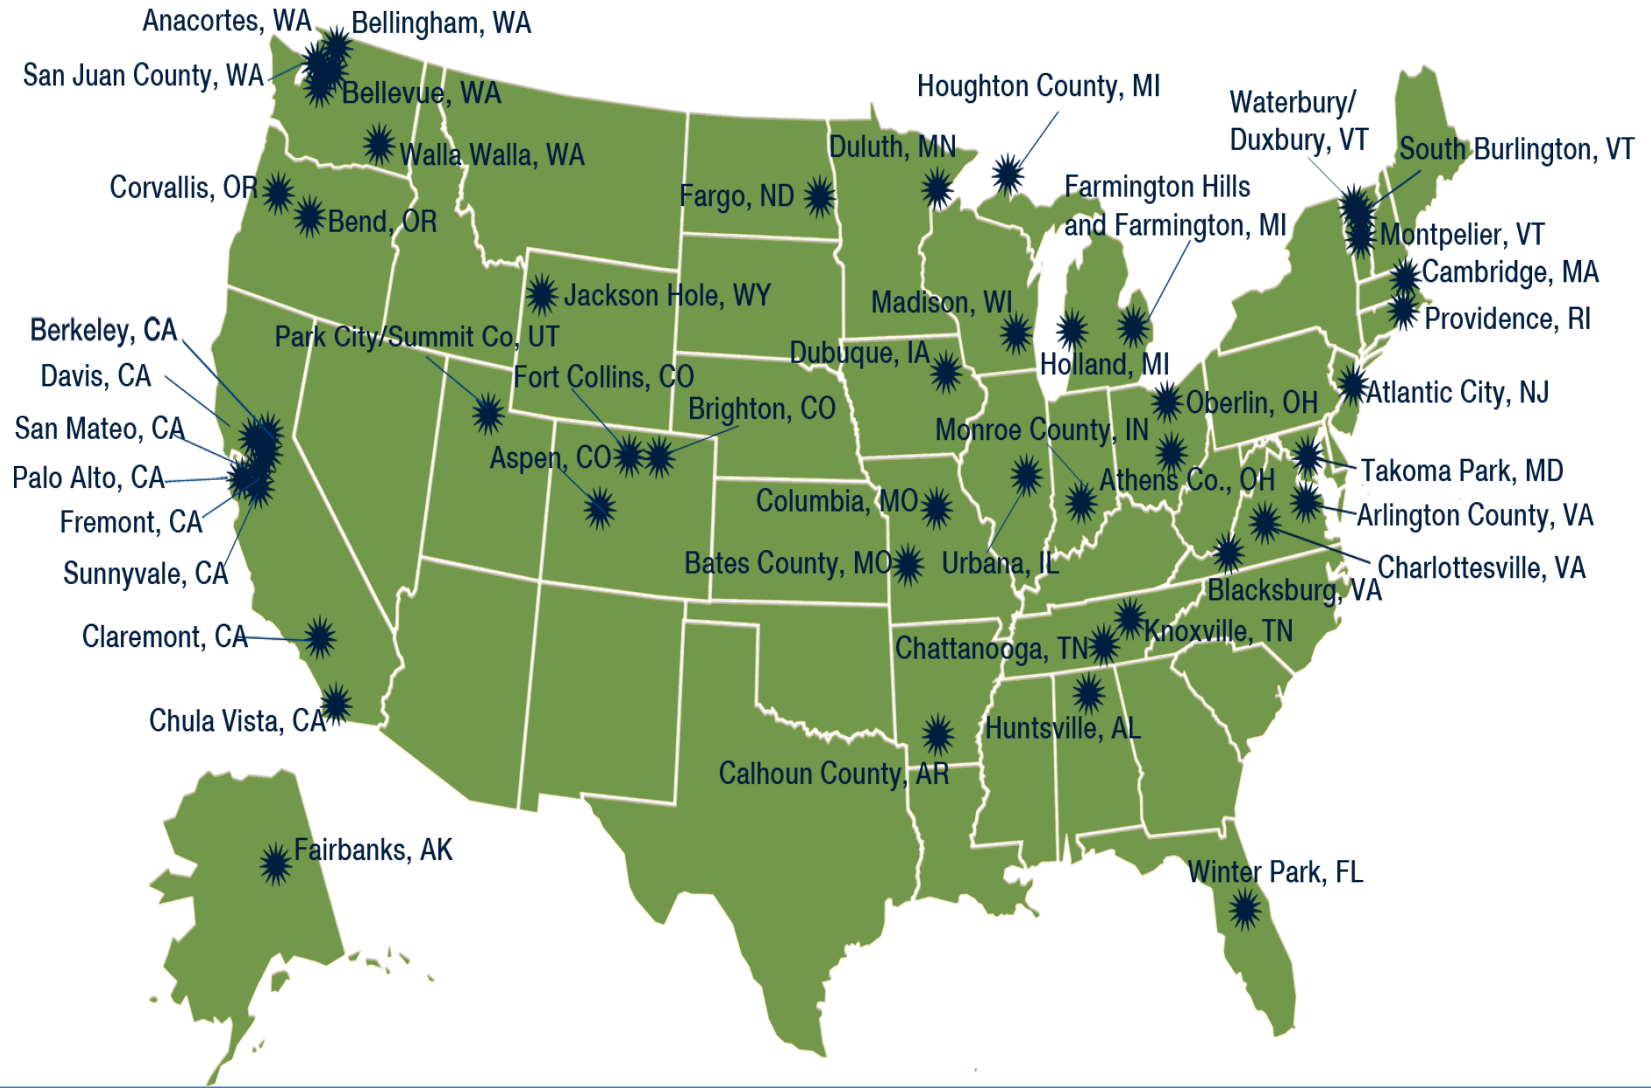 Anacortes, WA
Bellingham, WA
San Juan County, WA
Bellevue, WA
Walla Walla, WA
Corvallis, OR
Bend, OR
Houghton County, MI
Duluth, MN
Fargo, ND
Farmington Hills
and Farmington, MI
Waterbury/
Duxbury, VT
South Burlington, VT
Montpelier, VT
Cambridge, MA
Providence, RI
Jackson Hole, WY
Madison, WI
Berkeley, CA
Park City/Summit Co, UT
Dubuque, IA
Holland, MI
Davis, CA
Fort Collins, CO
Brighton, CO
Oberlin, OH
Atlantic City, NJ
San Mateo, CA
Monroe County, IN
Aspen, CO
Palo Alto, CA
Athens Co., OH
Takoma Park, MD
Columbia, MO
Fremont, CA
Arlington County, VA
Sunnyvale, CA
Bates County, MO
Urbana, IL
Charlottesville, VA
Blacksburg, VA
Claremont, CA
Chattanooga, TN
Knoxville, TN
Chula Vista, CA
Huntsville, AL
Calhoun County, AR
Fairbanks, AK
Winter Park, FL